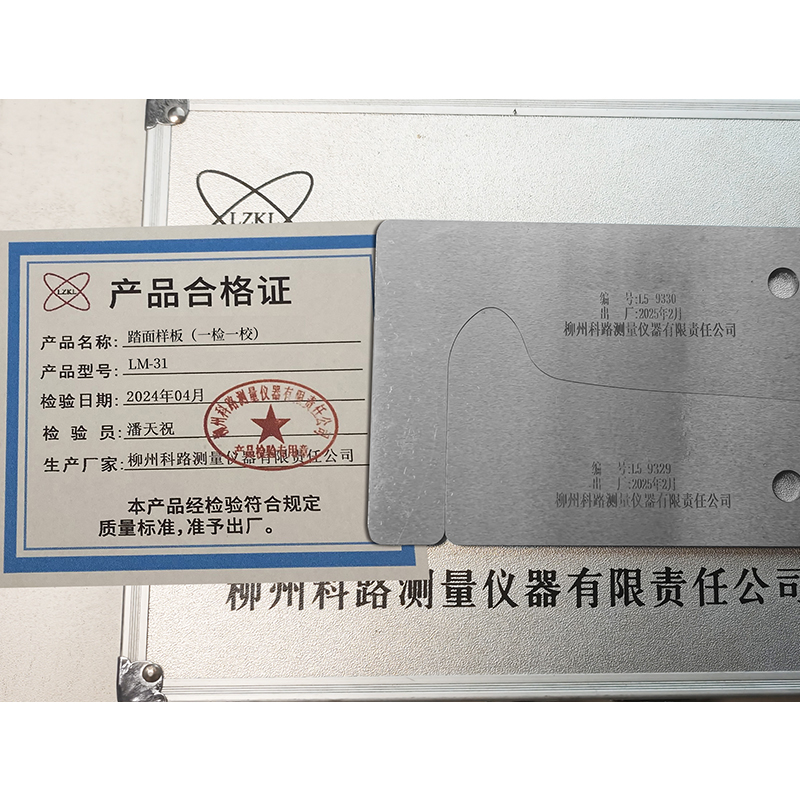 LZKL
LZKL
产品合格证
产品名称: 踏面样板（一检一校）
产品型号: LM-31
检验日期: 2024年04月
检 验 员: 潘天祝
生产厂家: 柳州科路测量仪器有限责任公司
柳州科路测量仪器有限责任公司
产品检验专用章
本产品经检验符合规定
质量标准，准予出厂。
编 号:L5-9330
出 厂:2025年2月
柳州科路测量仪器有限责任公司
编 号:L5-9329
出 厂:2025年2月
柳州科路测量仪器有限责任公司
柳州科路测量仪器有限责任公司